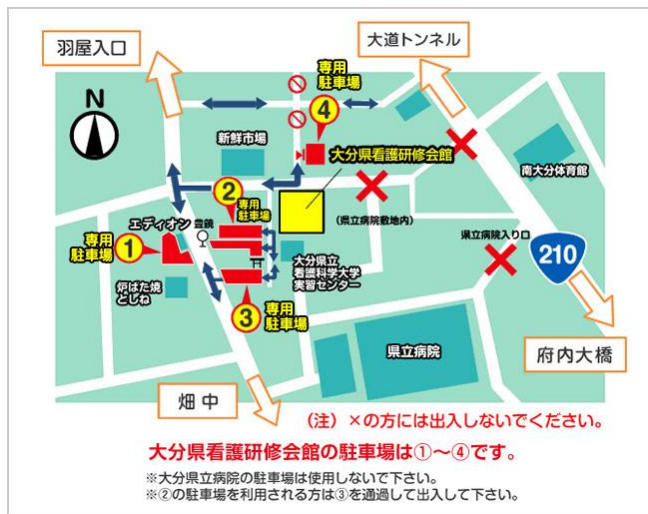 羽屋入口
大道トンネル
N
専用
駐車場
4
新鮮市場
大分県看護研修会館
南大分体育館
2
専用
駐車場
(県立病院敷地内)
県立病院入り口
エディオン
豊鏡
専用
駐車場
1
210
大分県立
看護科学大学
実習センター
炉ばた焼
としね
3
専用
駐車場
県立病院
府内大橋
畑中
(注)×の方には出入しないでください。
大分県看護研修会館の駐車場は①～④です。
※大分県立病院の駐車場は使用しないで下さい。
※②の駐車場を利用される方は③を通過して出入して下さい。